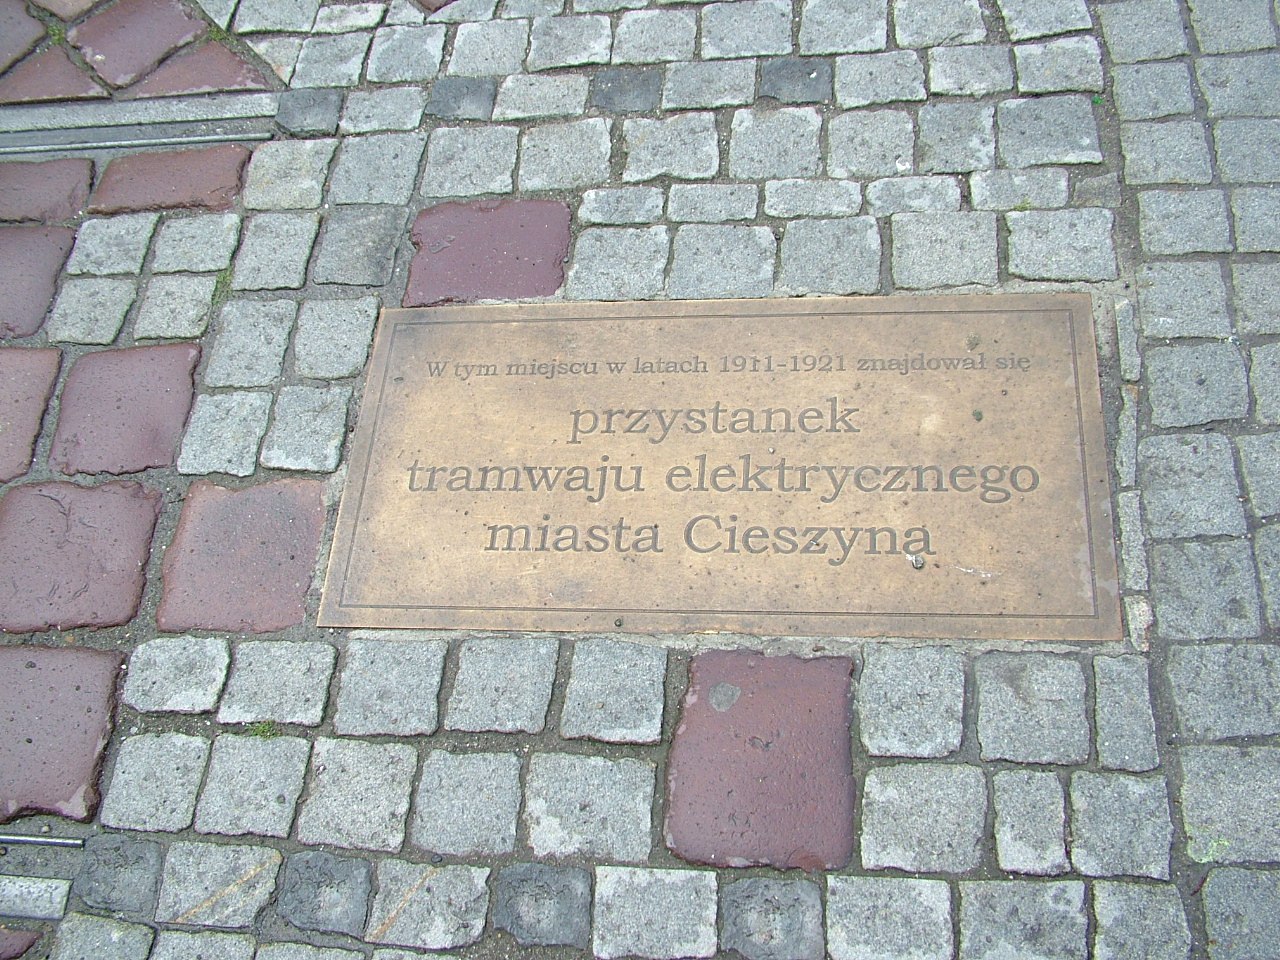 W tym miejscu w latach 1911-1921 znajdował się
przystanek
tramwaju elektrycznego
miasta Cieszyna